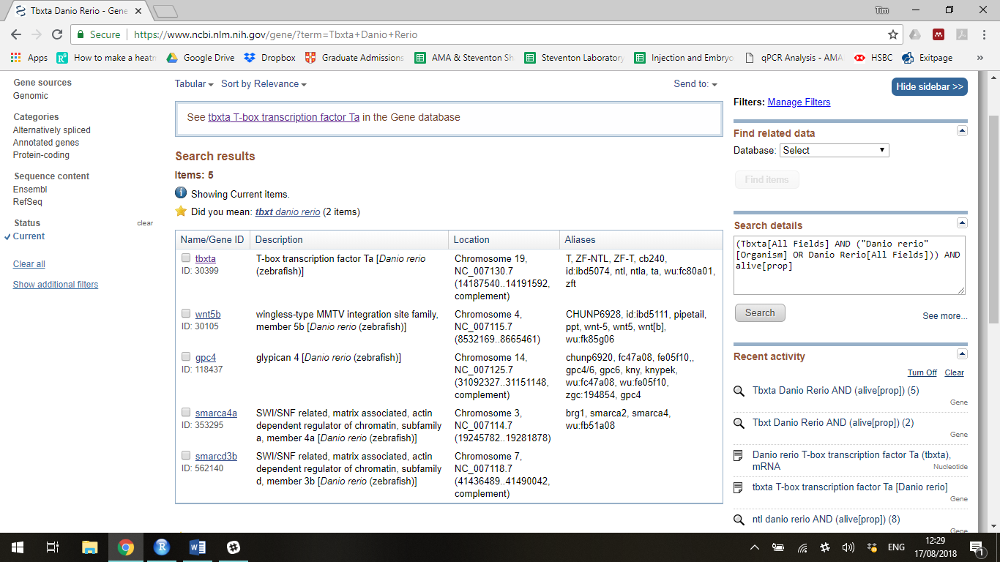 Tbxta Danio Rerio - Gene
Tim
Secure
https://www.ncbi.nlm.nih.gov/gene/?term=Tbxta+Danio+Rerio
Apps
How to make a heatm
Google Drive
Dropbox
Graduate Admissions
AMA & Steventon Sh
Steventon Laboratory
Injection and Embryo
qPCR Analysis - AMA
HSBC
Exitpage
»
Gene sources
Genomic
Categories
Alternatively spliced
Annotated genes
Protein-coding
Sequence content
Ensembl
RefSeq
Status
clear
Current
Clear all
Show additional filters
Tabular
Sort by Relevance
Send to:
See tbxta T-box transcription factor Ta in the Gene database
Search results
Items: 5
Showing Current items.
Did you mean: tbxt danio rerio (2 items)
Name/Gene ID
Description
Location
Aliases
tbxta
ID: 30399
T-box transcription factor Ta [Danio rerio
(zebrafish)]
Chromosome 19,
NC_007130.7
(14187540..14191592,
complement)
T, ZF-NTL, ZF-T, cb240,
id:ibd5074, ntl, ntla, ta, wu:fc80a01,
zft
wnt5b
ID: 30105
wingless-type MMTV integration site family,
member 5b [Danio rerio (zebrafish)]
Chromosome 4,
NC_007115.7
(8532169..8665461)
CHUNP6928, id:ibd5111, pipetail,
ppt, wnt-5, wnt5, wnt[b],
wu:fk85g06
gpc4
ID: 118437
glypican 4 [Danio rerio (zebrafish)]
Chromosome 14,
NC_007125.7
(31092327..31151148,
complement)
chunp6920, fc47a08, fe05f10,,
gpc4/6, gpc6, kny, knypek,
wu:fc47a08, wu:fe05f10,
zgc:194854, gpc4
smarca4a
ID: 353295
SWI/SNF related, matrix associated, actin
dependent regulator of chromatin, subfamily
a, member 4a [Danio rerio (zebrafish)]
Chromosome 3,
NC_007114.7
(19245782..19281878)
brg1, smarca2, smarca4,
wu:fb51a08
smarcd3b
ID: 562140
SWI/SNF related, matrix associated, actin
dependent regulator of chromatin, subfamily
d, member 3b [Danio rerio (zebrafish)]
Chromosome 7,
NC_007118.7
(41436489..41490042,
complement)
Hide sidebar >>
Filters: Manage Filters
Find related data
Database: Select
Find items
Search details
(Tbxta[All Fields] AND ("Danio rerio"
[Organism] OR Danio Rerio[All Fields])) AND
alive[prop]
Search
See more...
Recent activity
Turn Off
Clear
Tbxta Danio Rerio AND (alive[prop]) (5)
Gene
Tbxt Danio Rerio AND (alive[prop]) (2)
Gene
Danio rerio T-box transcription factor Ta (tbxta),
mRNA
Nucleotide
tbxta T-box transcription factor Ta [Danio rerio]
Gene
ntl danio rerio AND (alive[prop]) (8)
Gene
ENG
12:29
17/08/2018
1